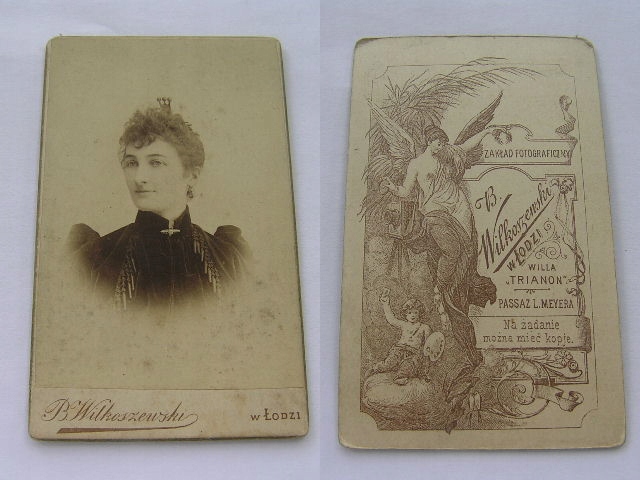 B. Wilkoszewski
w Łodzi
ZAKŁAD FOTOGRAFICZNY
B.
Wilkoszewski
w Łodzi
WILLA
„TRIANON”
PASSAŻ L. MEYERA
Na żądanie
można mieć kopje.